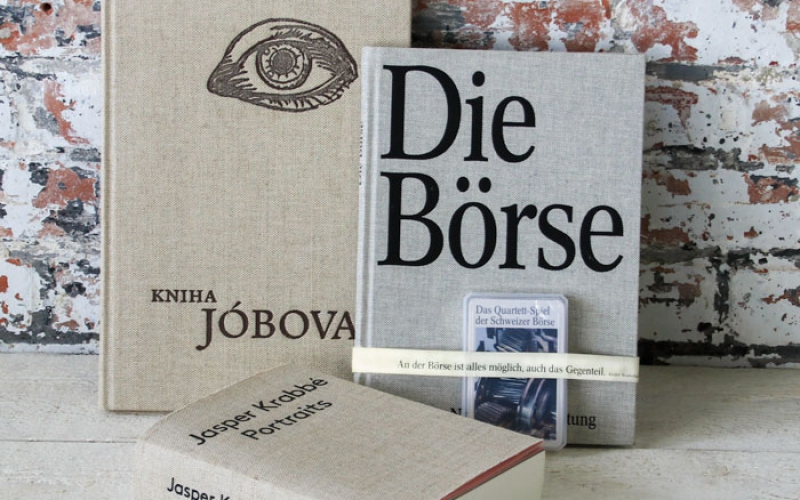 KNIHA
JÓBOVA
Die
Börse
Das Quartett-Spiel
der Schweizer Börse
An der Börse ist alles möglich, auch das Gegenteil.
Jasper Krabbé
Portraits
Jasper K